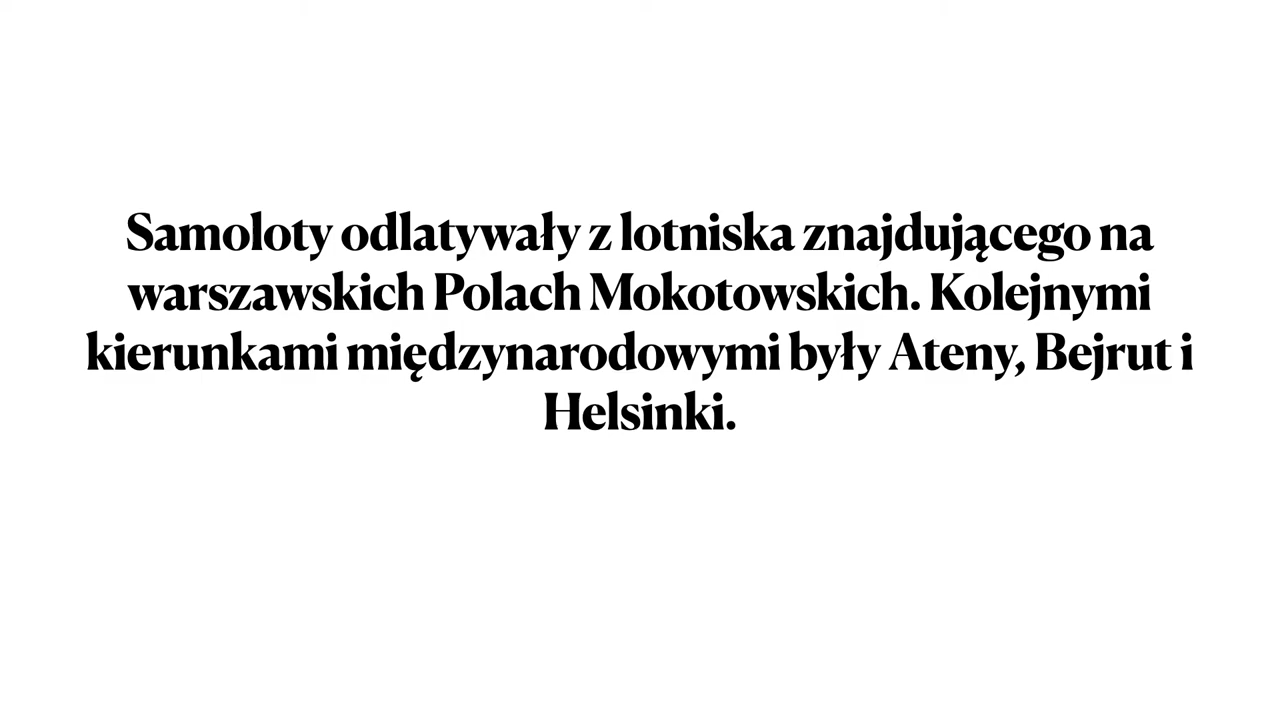 Samoloty odlatywały z lotniska znajdującego na
warszawskich Polach Mokotowskich. Kolejnymi
kierunkami międzynarodowymi były Ateny, Bejrut i
Helsinki.